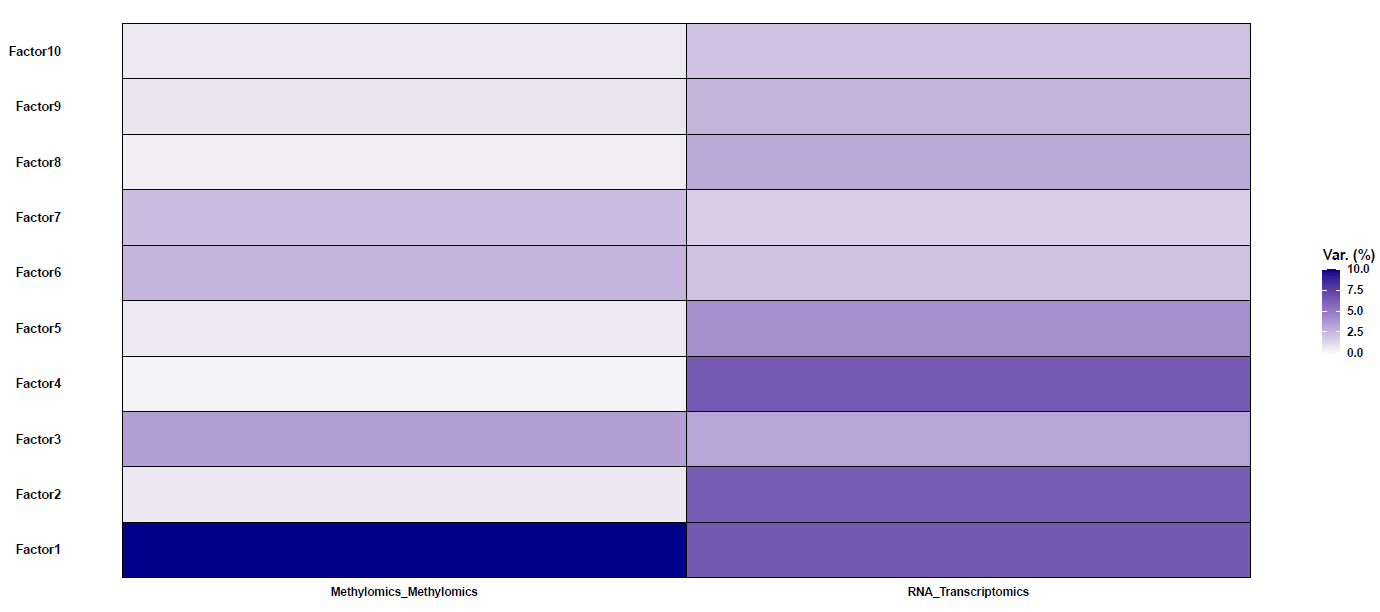 Factor10
Factor9
Factor8
Factor7
Factor6
Factor5
Factor4
Factor3
Factor2
Factor1
Methylomics_Methylomics
RNA_Transcriptomics
Var. (%)
10.0
7.5
5.0
2.5
0.0